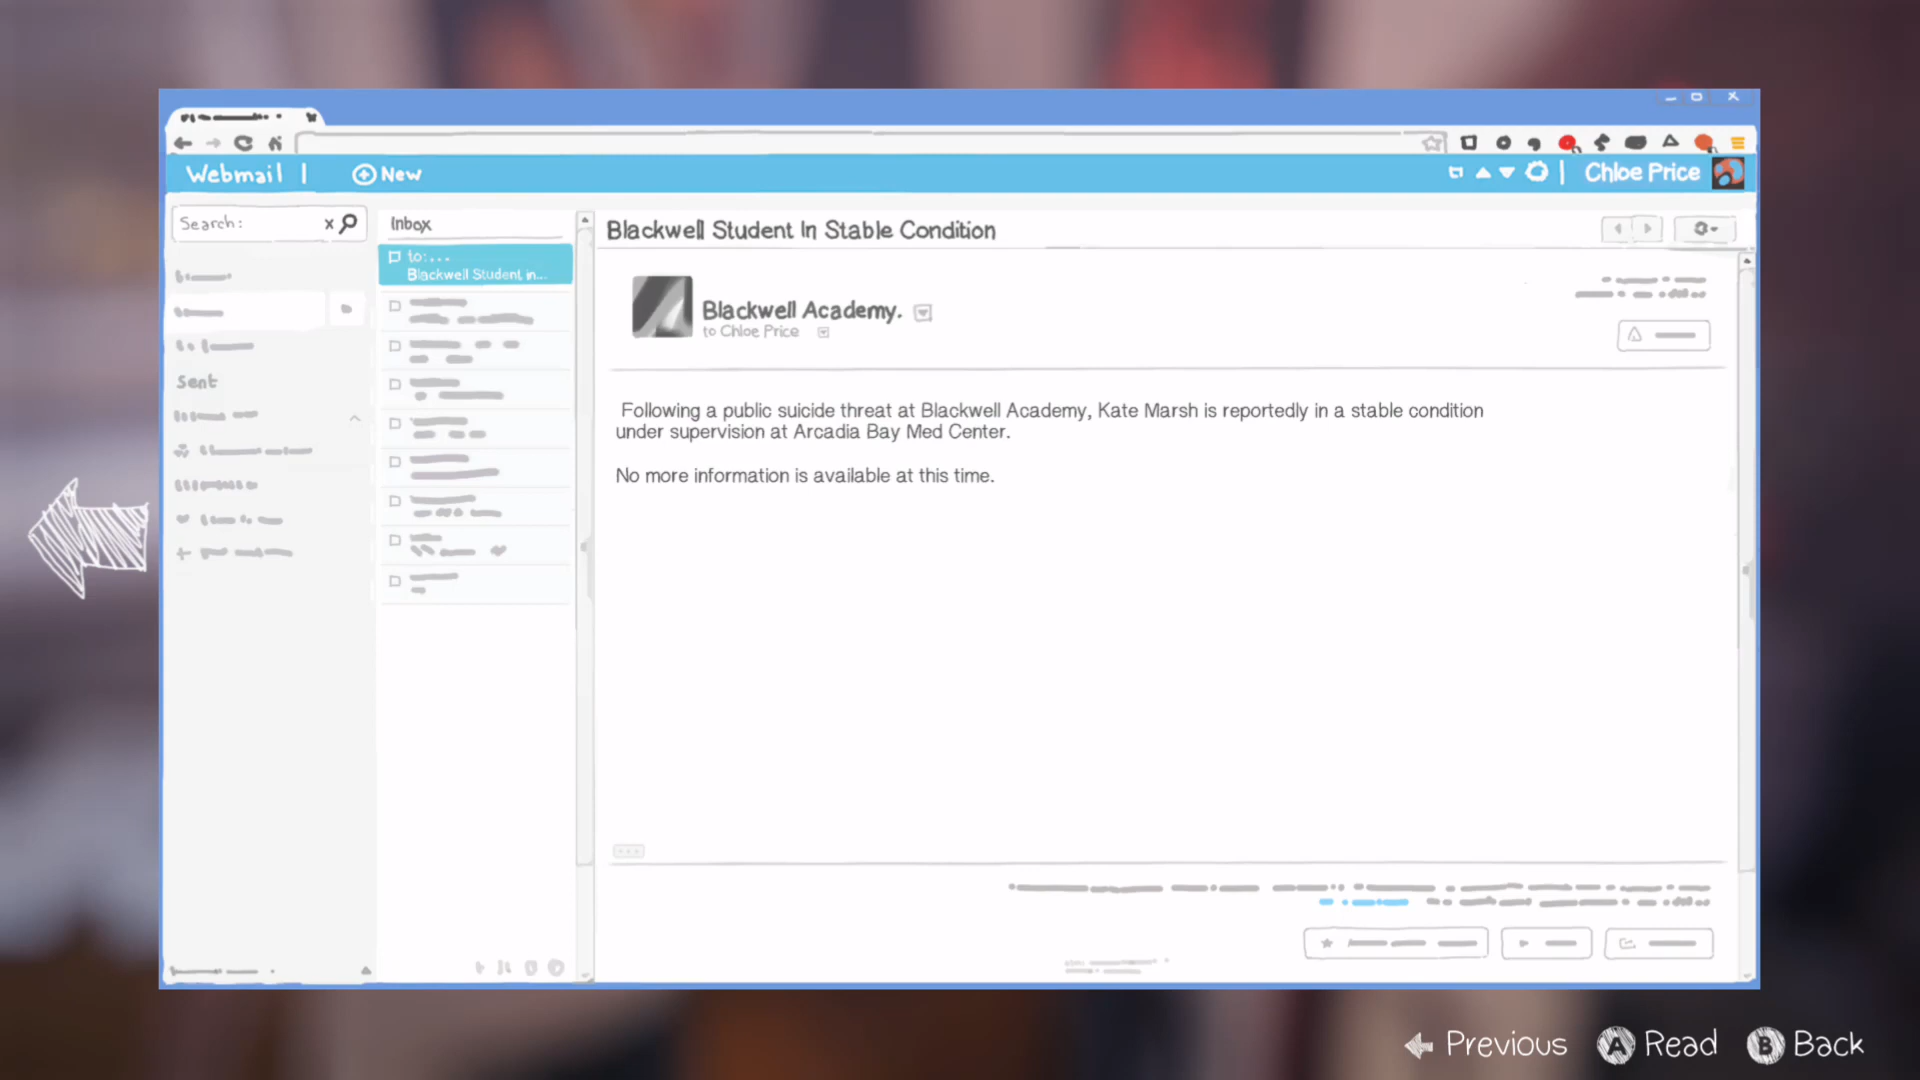 Webmail
New
Chloe Price
Search:
Inbox
to:...
Blackwell Student in...
Sent
Blackwell Student In Stable Condition
Blackwell Academy.
to Chloe Price
Following a public suicide threat at Blackwell Academy, Kate Marsh is reportedly in a stable condition
under supervision at Arcadia Bay Med Center.
No more information is available at this time.
Previous
A Read
B Back